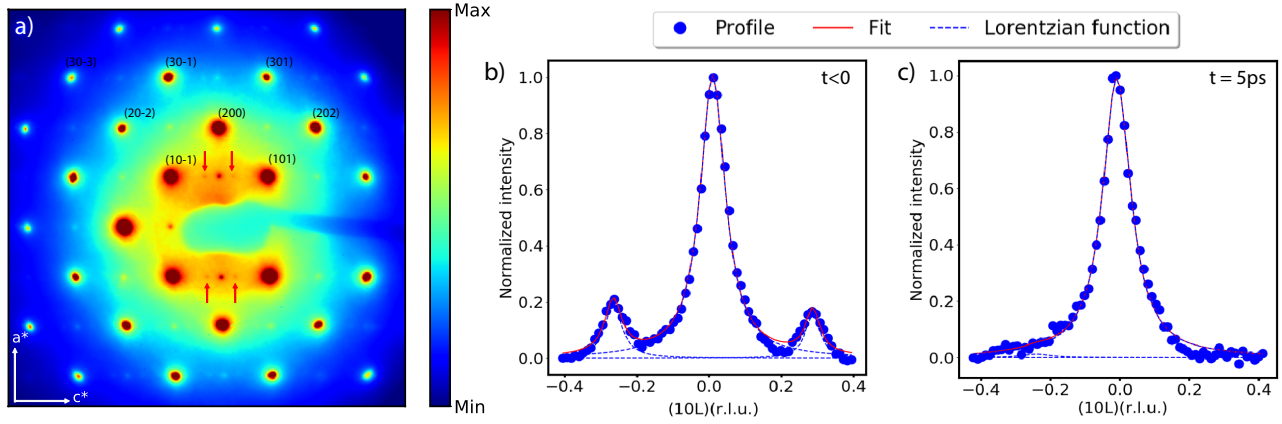 a)
(30-3)
(30-1)
(301)
(20-2)
(200)
(202)
(10-1)
(101)
a*
c*
Max
Min
Profile
Fit
Lorentzian function
b)
t<0
Normalized intensity
1.0
0.8
0.6
0.4
0.2
0.0
−0.4
−0.2
0.0
0.2
0.4
(10L)(r.l.u.)
c)
t = 5ps
Normalized intensity
1.0
0.8
0.6
0.4
0.2
0.0
−0.4
−0.2
0.0
0.2
0.4
(10L)(r.l.u.)